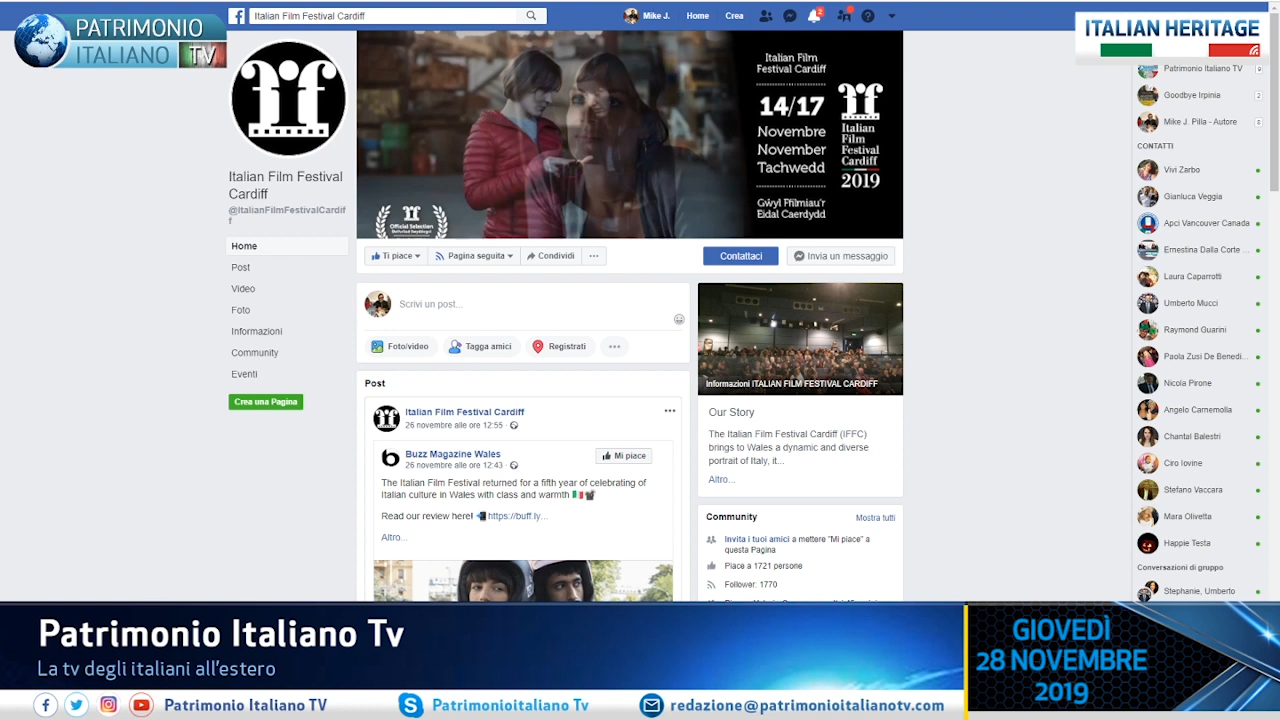 PATRIMONIO
ITALIANO TV
Italian Film Festival Cardiff
Mike J.
Home
Crea
2
ITALIAN HERITAGE
Italian Film Festival
Cardiff
@ItalianFilmFestivalCardif
f
Home
Post
Video
Foto
Informazioni
Community
Eventi
Crea una Pagina
Italian Film
Festival Cardiff
14/17
Novembre
November
Tachwedd
Gŵyl Ffilmiau'r
Eidal Caerdydd
Italian
Film
Festival
Cardiff
2019
Official Selection
Ti piace
Pagina seguita
Condividi
...
Contattaci
Invia un messaggio
Scrivi un post...
Foto/video
Tagga amici
Registrati
...
Post
Italian Film Festival Cardiff
26 novembre alle ore 12:55 ·
...
Buzz Magazine Wales
26 novembre alle ore 12:43 ·
Mi piace
The Italian Film Festival returned for a fifth year of celebrating of
Italian culture in Wales with class and warmth
Read our review here! https://buff.ly...
Altro...
Informazioni ITALIAN FILM FESTIVAL CARDIFF
Our Story
The Italian Film Festival Cardiff (IFFC)
brings to Wales a dynamic and diverse
portrait of Italy, it...
Altro...
Community
Mostra tutti
Invita i tuoi amici a mettere "Mi piace" a
questa Pagina
Piace a 1721 persone
Follower: 1770
Patrimonio Italiano TV 9
Goodbye Irpinia 2
Mike J. Pilla - Autore 8
CONTATTI
Vivi Zarbo
Gianluca Veggia
Apci Vancouver Canada
Ernestina Dalla Corte ...
Laura Caparrotti
Umberto Mucci
Raymond Guarini
Paola Zusi De Benedi...
Nicola Pirone
Angelo Carnemolla
Chantal Balestri
Ciro Iovine
Stefano Vaccara
Mara Olivetta
Happie Testa
Conversazioni di gruppo
Stephanie, Umberto
Patrimonio Italiano Tv
La tv degli italiani all'estero
GIOVEDÌ
28 NOVEMBRE
2019
Patrimonio Italiano TV
Patrimonioitaliano Tv
redazione@patrimonioitalianotv.com